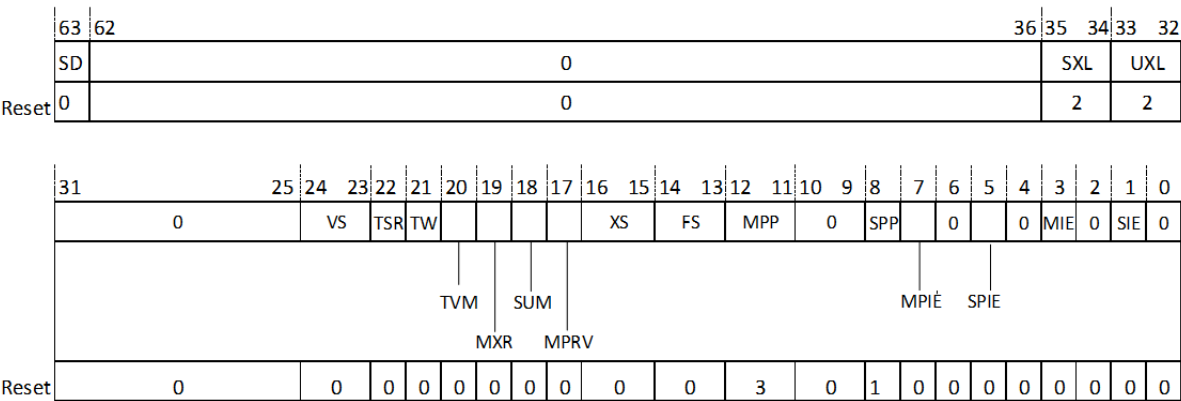 63 62 36 35 34 33 32
SD 0 SXL UXL
Reset 0 0 2 2
31 25 24 23 22 21 20 19 18 17 16 15 14 13 12 11 10 9 8 7 6 5 4 3 2 1 0
0 VS TSR TW XS FS MPP 0 SPP 0 0 MIE 0 SIE 0
TVM SUM MPIE SPIE
MXR MPRV
Reset 0 0 0 0 0 0 0 0 0 0 3 0 1 0 0 0 0 0 0 0 0